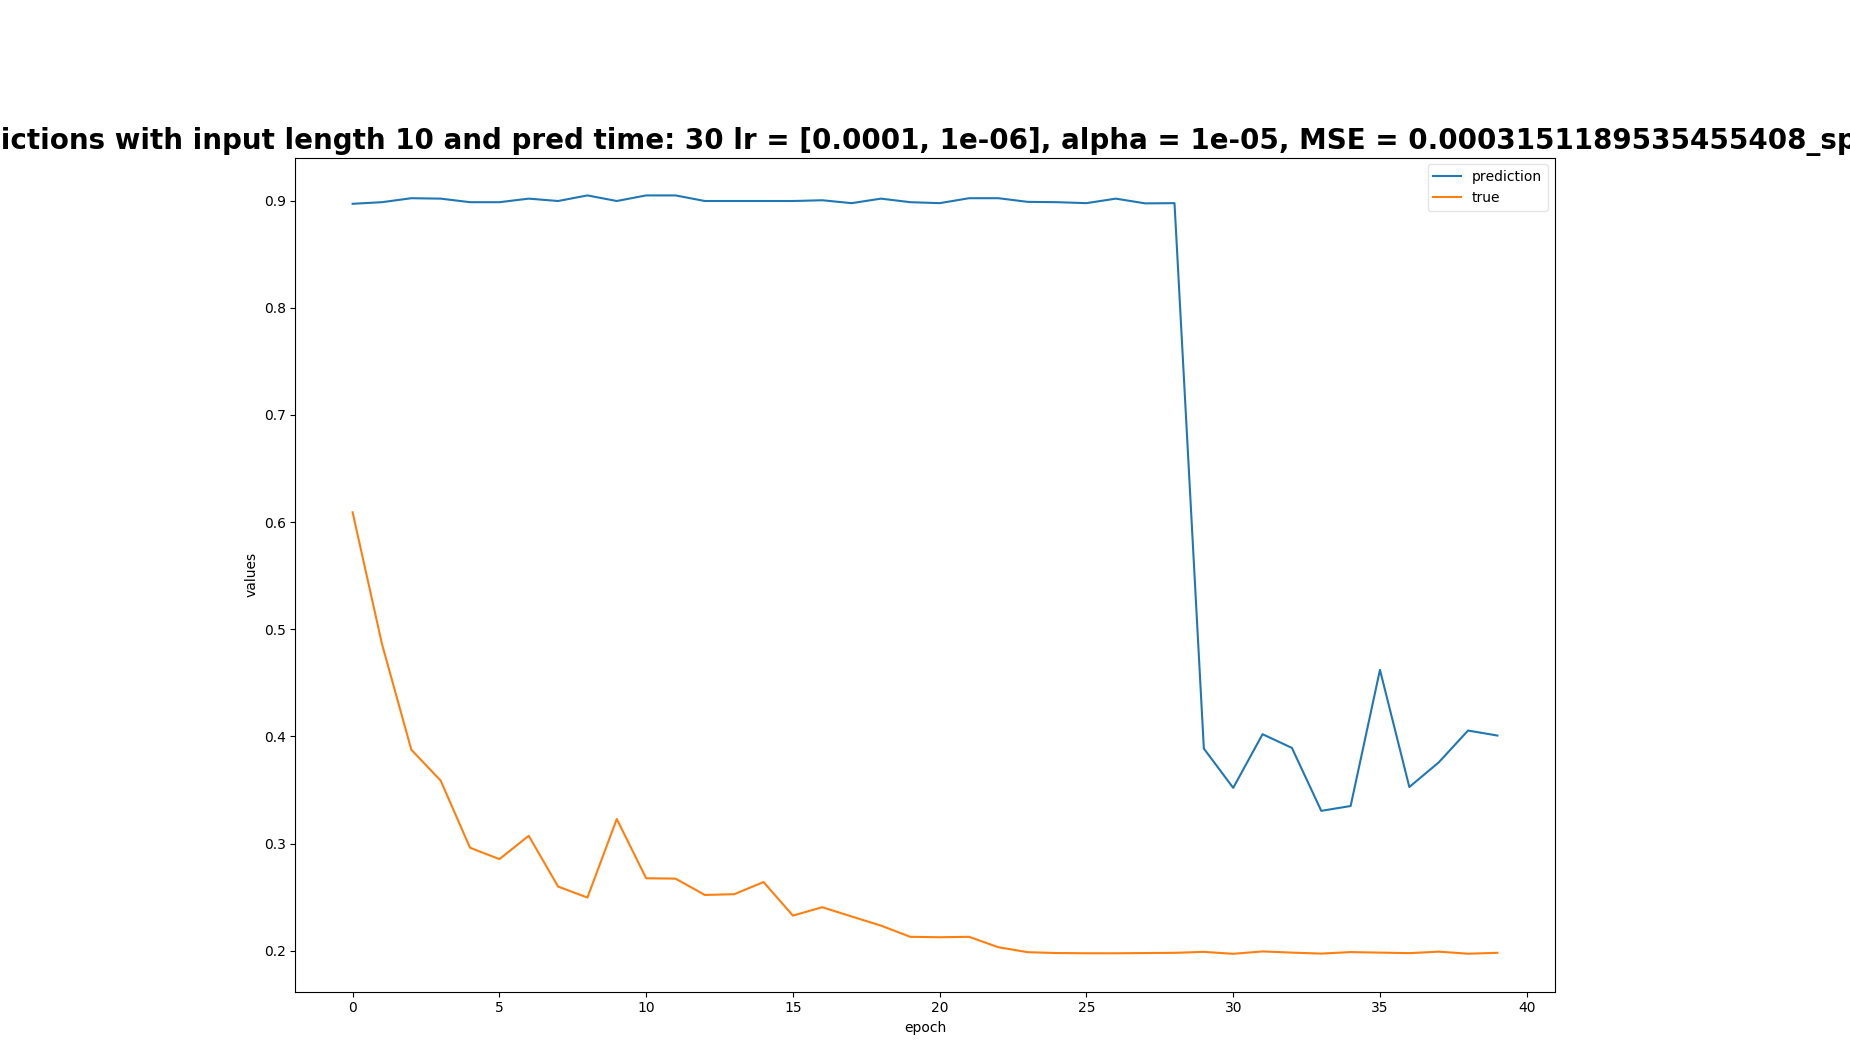 ictions with input length 10 and pred time: 30 lr = [0.0001, 1e-06], alpha = 1e-05, MSE = 0.0003151189535455408_sp
prediction
true
0.9
0.8
0.7
0.6
0.5
0.4
0.3
0.2
values
0 5 10 15 20 25 30 35 40
epoch